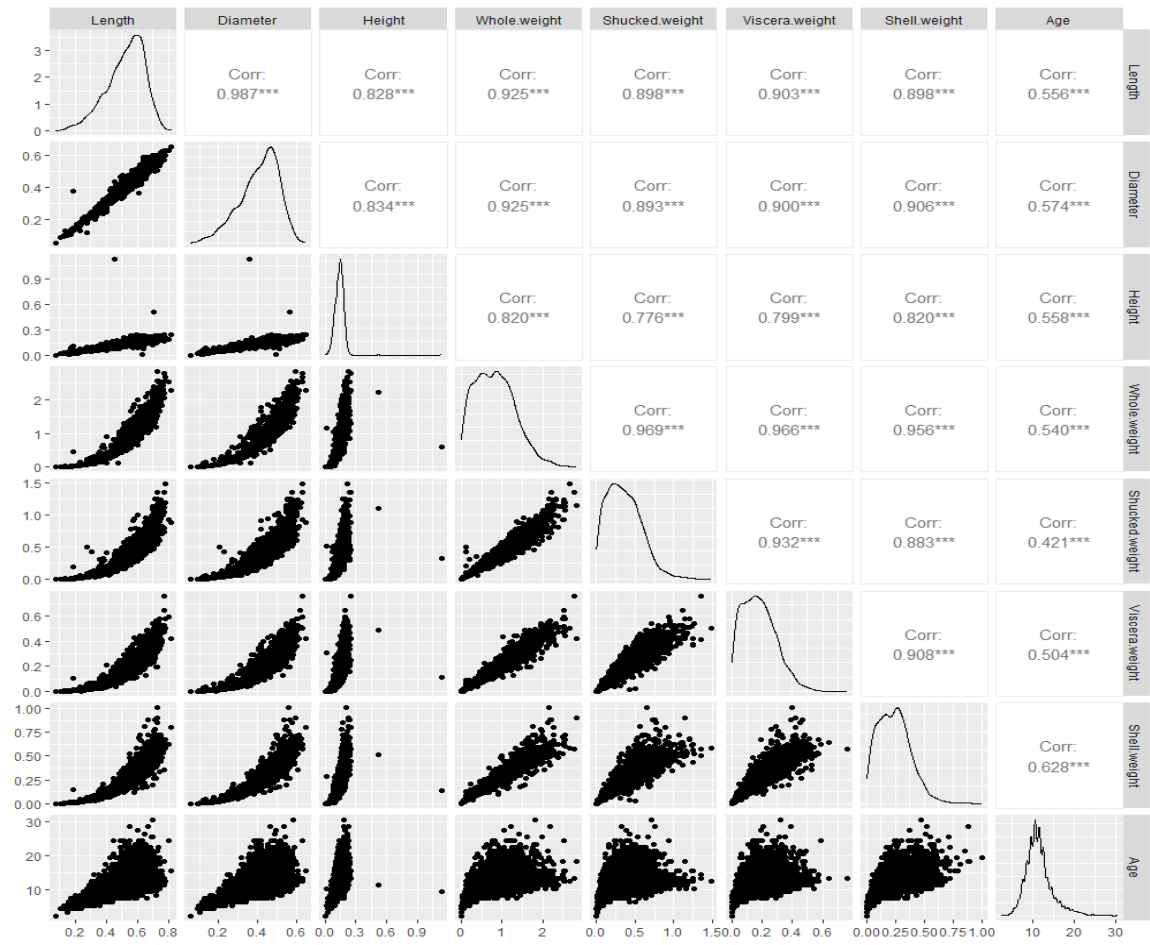 Length Diameter Height Whole.weight Shucked.weight Viscera.weight Shell.weight Age
3
2
1
0
Corr:
0.987***
Corr:
0.828***
Corr:
0.925***
Corr:
0.898***
Corr:
0.903***
Corr:
0.898***
Corr:
0.556***
Length
0.6
0.4
0.2
Corr:
0.834***
Corr:
0.925***
Corr:
0.893***
Corr:
0.900***
Corr:
0.906***
Corr:
0.574***
Diameter
0.9
0.6
0.3
0.0
Corr:
0.820***
Corr:
0.776***
Corr:
0.799***
Corr:
0.820***
Corr:
0.558***
Height
2
1
0
Corr:
0.969***
Corr:
0.966***
Corr:
0.956***
Corr:
0.540***
Whole.weight
1.5
1.0
0.5
0.0
Corr:
0.932***
Corr:
0.883***
Corr:
0.421***
Shucked.weight
0.6
0.4
0.2
0.0
Corr:
0.908***
Corr:
0.504***
Viscera.weight
1.00
0.75
0.50
0.25
0.00
Corr:
0.628***
Shell.weight
30
20
10
Age
0.2 0.4 0.6 0.8 0.2 0.4 0.6 0.0 0.3 0.6 0.9 0 1 2 0.0 0.5 1.0 1.5 0.0 0.2 0.4 0.6 0.00 0.25 0.50 0.75 1.00 10 20 30